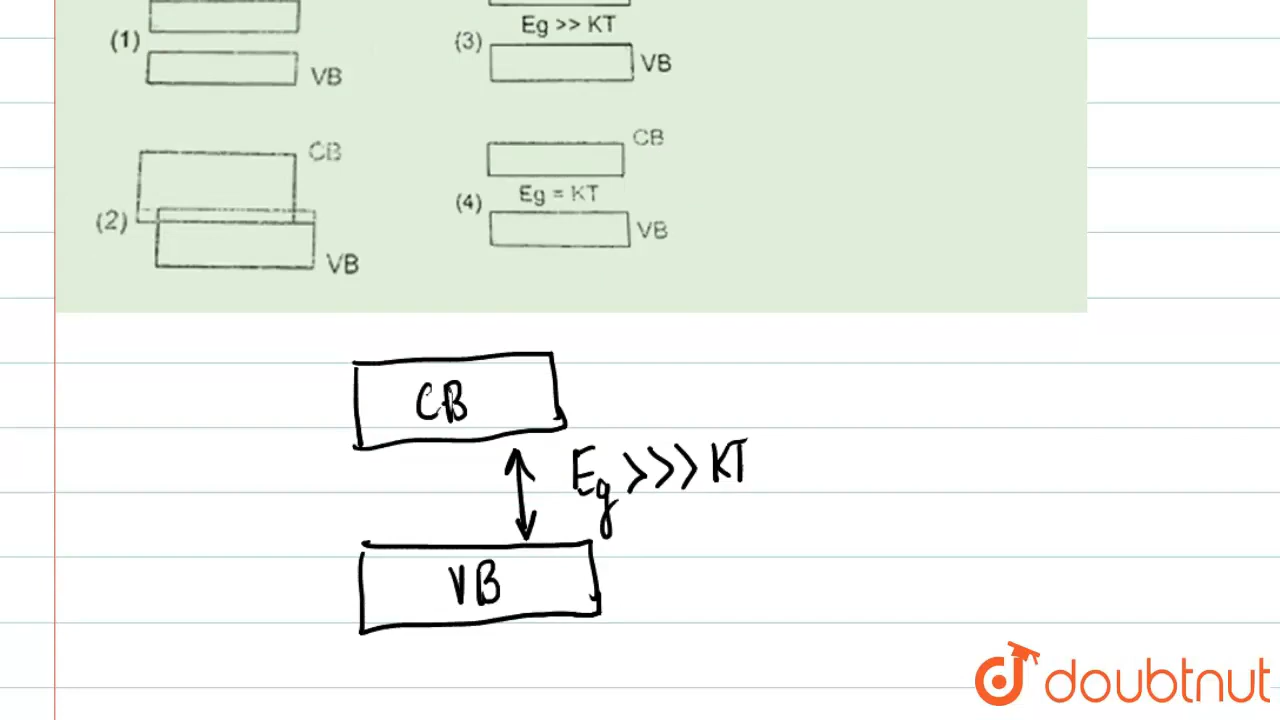 (1)
VB
Eg >> KT
(3)
VB
CB
(2)
VB
CB
Eg = KT
(4)
VB
CB
Eg >>> KT
VB
doubtnut